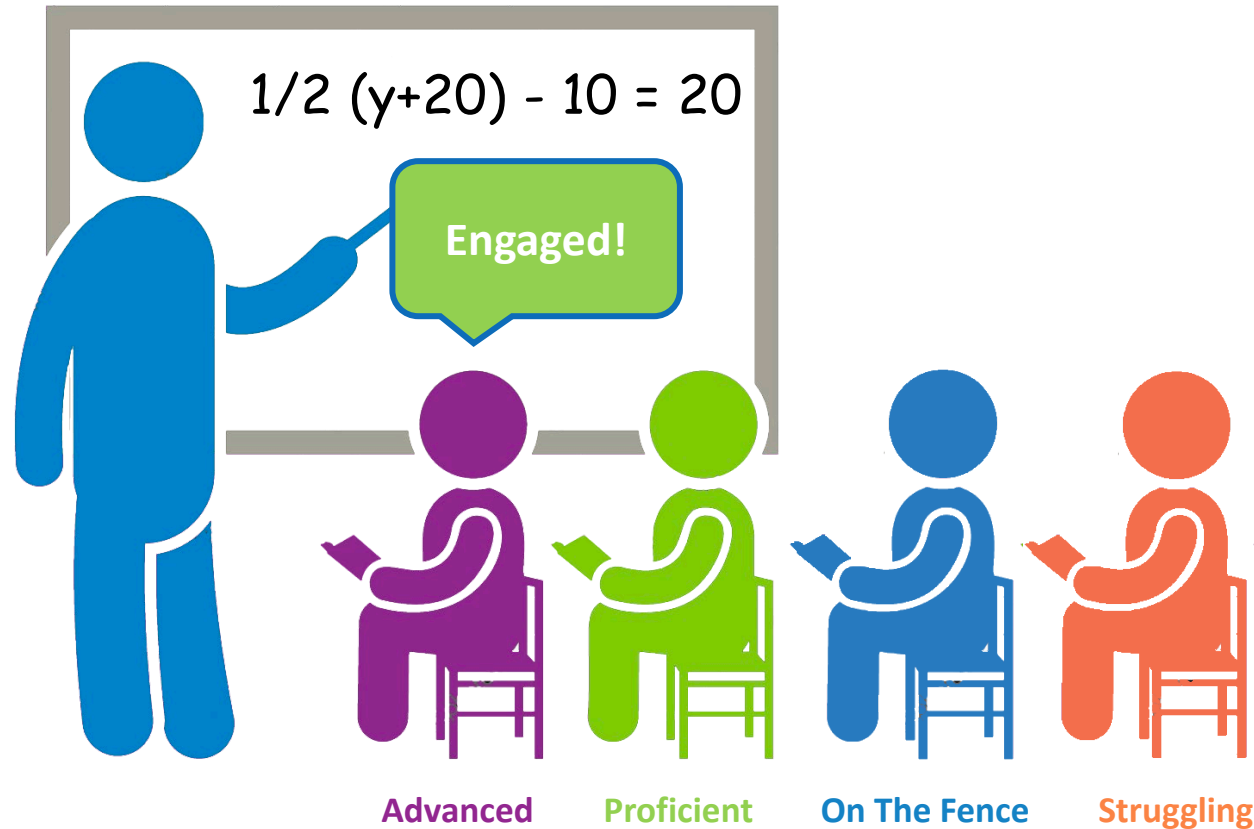 1/2 (y+20) - 10 = 20
Engaged!
Advanced
Proficient
On The Fence
Struggling